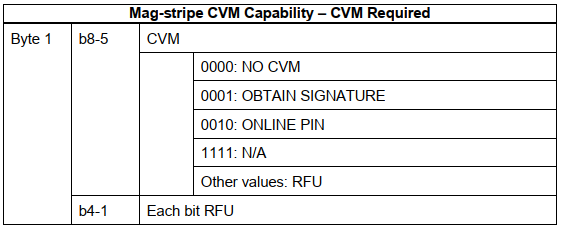 Mag-stripe CVM Capability – CVM Required
Byte 1 b8-5 CVM
0000: NO CVM
0001: OBTAIN SIGNATURE
0010: ONLINE PIN
1111: N/A
Other values: RFU
b4-1 Each bit RFU